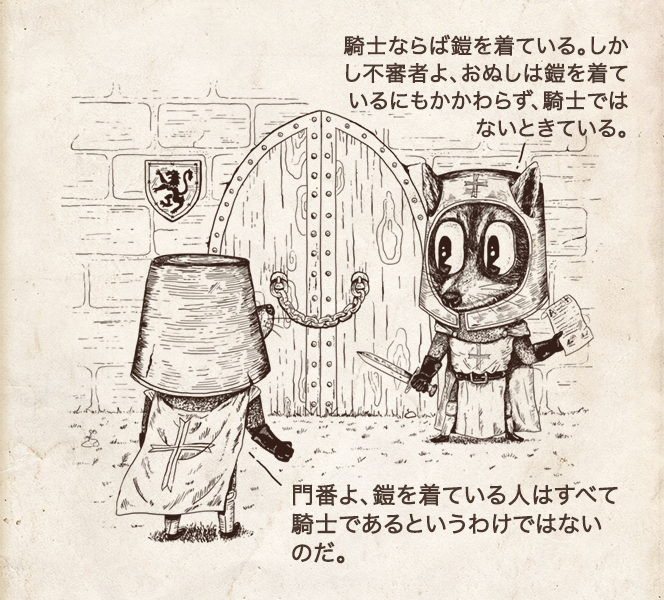 騎士ならば鎧を着ている。しか
し不審者よ、おぬしは鎧を着て
いるにもかかわらず、騎士では
ないときている。
門番よ、鎧を着ている人はすべて
騎士であるというわけではない
のだ。